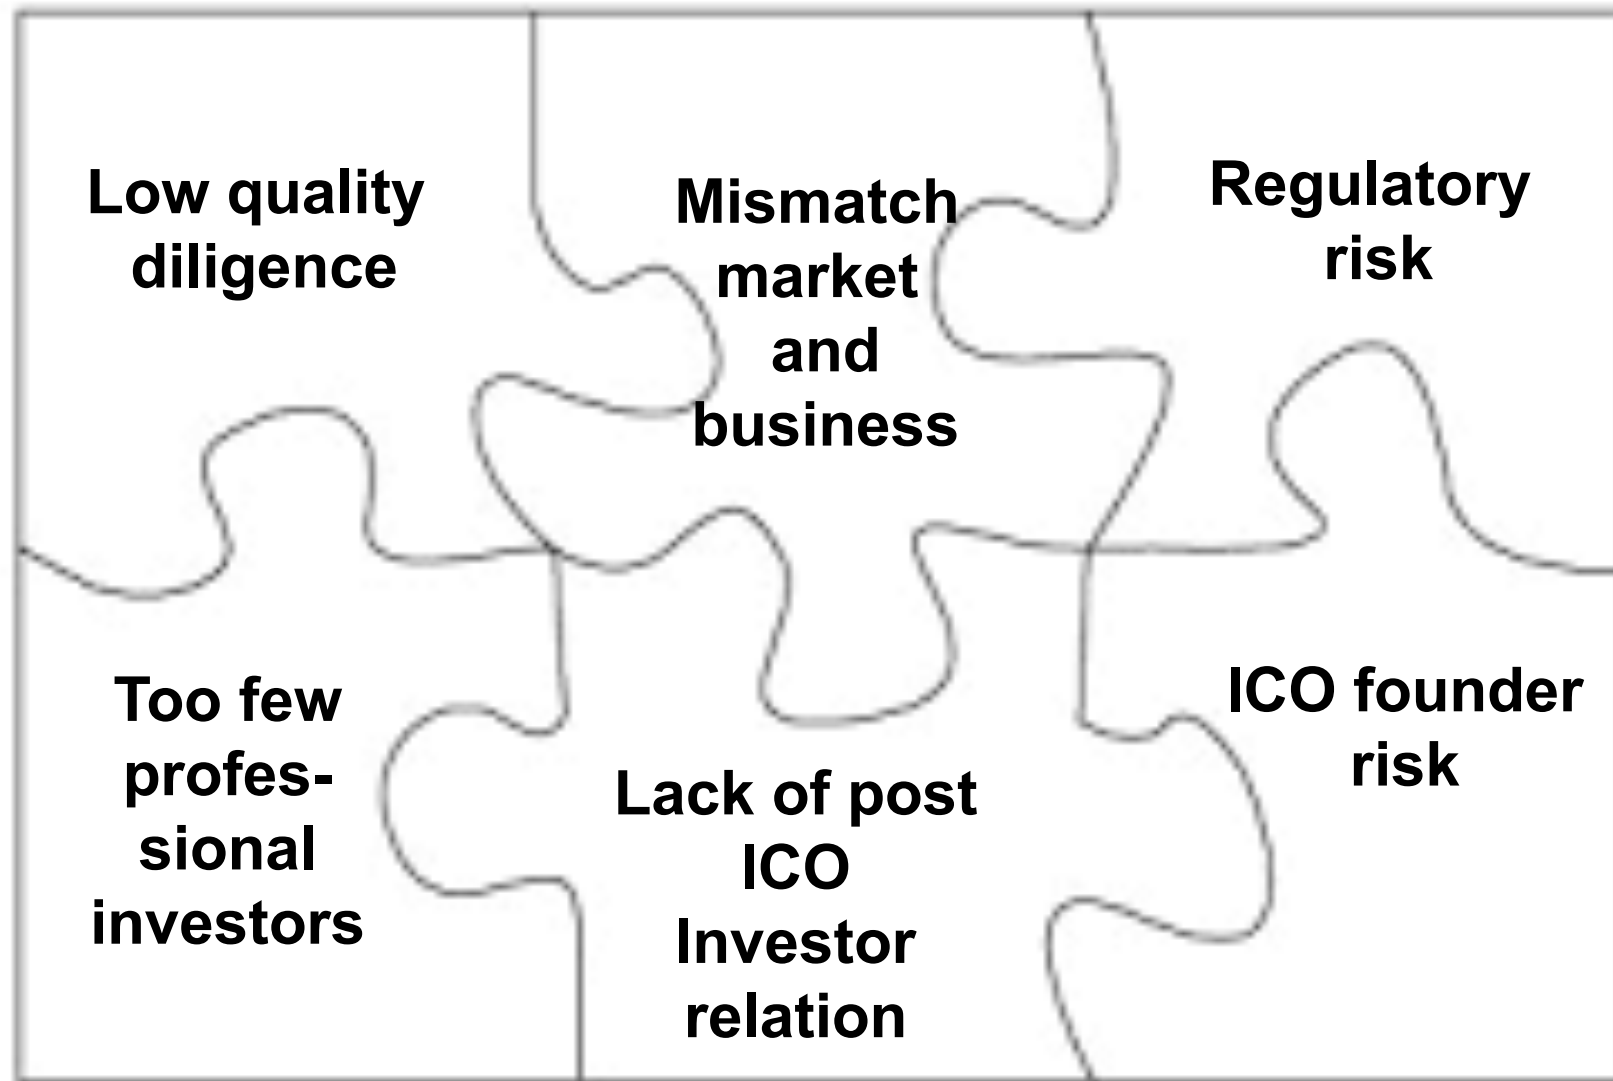 Low quality
diligence
Mismatch
market
and
business
Regulatory
risk
Too few
profes-
sional
investors
Lack of post
ICO
Investor
relation
ICO founder
risk